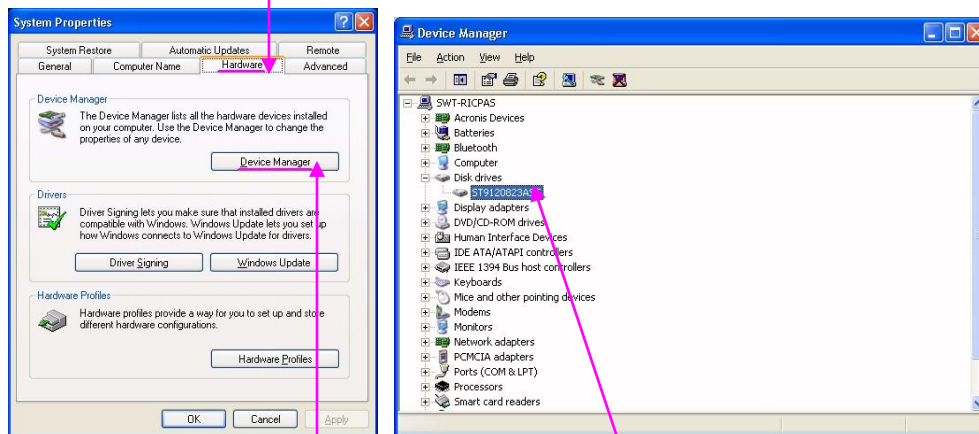 System Properties
System Restore
Automatic Updates
Remote
General
Computer Name
Hardware
Advanced
Device Manager
The Device Manager lists all the hardware devices installed
on your computer. Use the Device Manager to change the
properties of any device.
Device Manager
Drivers
Driver Signing lets you make sure that installed drivers are
compatible with Windows. Windows Update lets you set up
how Windows connects to Windows Update for drivers.
Driver Signing
Windows Update
Hardware Profiles
Hardware profiles provide a way for you to set up and store
different hardware configurations.
Hardware Profiles
OK
Cancel
Apply
Device Manager
File Action View Help
SWT-RICPAS
Acronis Devices
Batteries
Bluetooth
Computer
Disk drives
Display adapters
DVD/CD-ROM drives
Human Interface Devices
IDE ATA/ATAPI controllers
IEEE 1394 Bus host controllers
Keyboards
Mice and other pointing devices
Modems
Monitors
Network adapters
PCMCIA adapters
Ports (COM & LPT)
Processors
Smart card readers